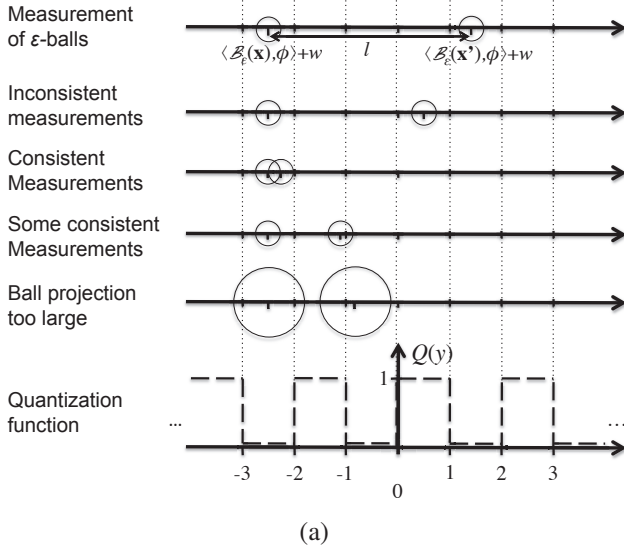 Measurement
of ε-balls
⟨ℬε(x),ϕ⟩+w
l
⟨ℬε(x'),ϕ⟩+w
Inconsistent
measurements
Consistent
Measurements
Some consistent
Measurements
Ball projection
too large
Q(y)
1
Quantization
function
...
...
-3 -2 -1 1 2 3
0
(a)